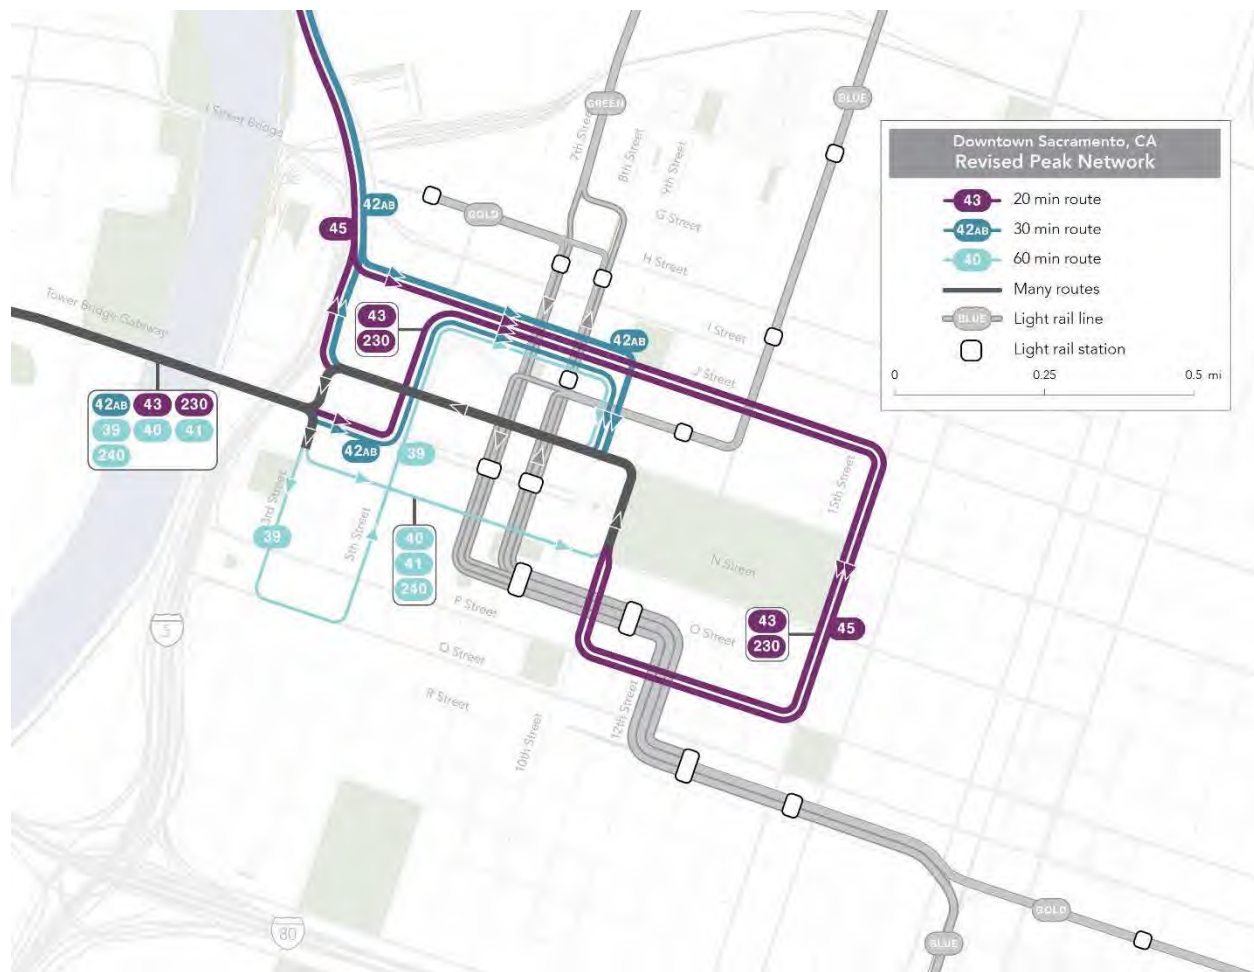 Downtown Sacramento, CA
Revised Peak Network
43 20 min route
42AB 30 min route
40 60 min route
Many routes
BLUE Light rail line
Light rail station
0 0.25 0.5 mi
I Street Bridge
GREEN
BLUE
7th Street
8th Street
9th Street
G Street
H Street
I Street
J Street
GOLD
42AB
45
Tower Bridge Gateway
43
230
42AB
42AB 43 230
39 40 41
240
42AB
39
3rd Street
5th Street
39
40
41
240
15th Street
N Street
P Street
Q Street
Q Street
R Street
10th Street
12th Street
43
230
45
5
80
GOLD
BLUE